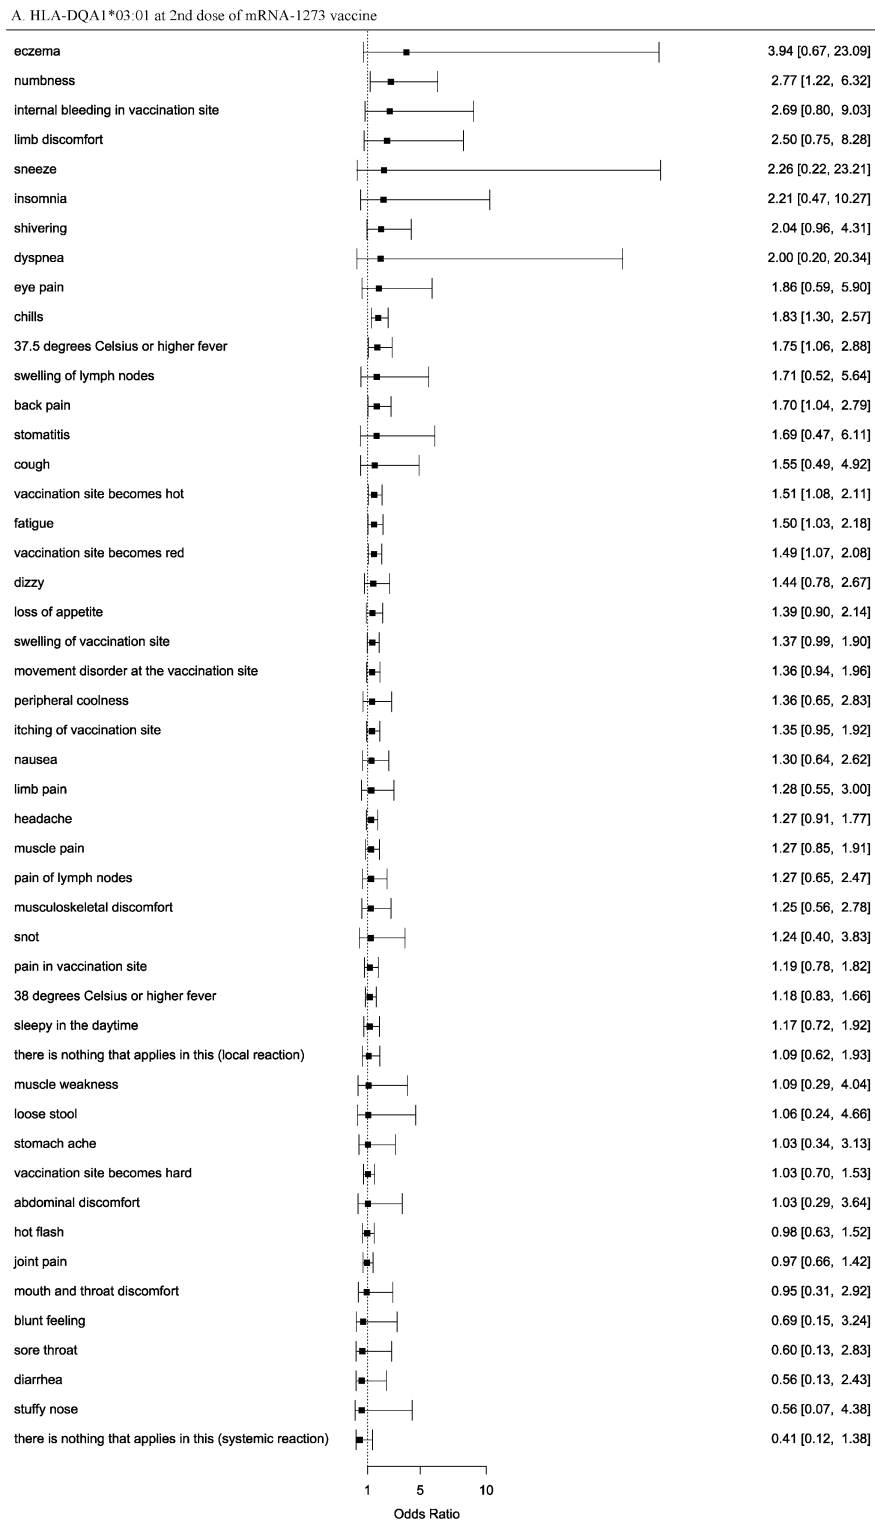 A. HLA-DQA1*03:01 at 2nd dose of mRNA-1273 vaccine
eczema 3.94 [0.67, 23.09]
numbness 2.77 [1.22, 6.32]
internal bleeding in vaccination site 2.69 [0.80, 9.03]
limb discomfort 2.50 [0.75, 8.28]
sneeze 2.26 [0.22, 23.21]
insomnia 2.21 [0.47, 10.27]
shivering 2.04 [0.96, 4.31]
dyspnea 2.00 [0.20, 20.34]
eye pain 1.86 [0.59, 5.90]
chills 1.83 [1.30, 2.57]
37.5 degrees Celsius or higher fever 1.75 [1.06, 2.88]
swelling of lymph nodes 1.71 [0.52, 5.64]
back pain 1.70 [1.04, 2.79]
stomatitis 1.69 [0.47, 6.11]
cough 1.55 [0.49, 4.92]
vaccination site becomes hot 1.51 [1.08, 2.11]
fatigue 1.50 [1.03, 2.18]
vaccination site becomes red 1.49 [1.07, 2.08]
dizzy 1.44 [0.78, 2.67]
loss of appetite 1.39 [0.90, 2.14]
swelling of vaccination site 1.37 [0.99, 1.90]
movement disorder at the vaccination site 1.36 [0.94, 1.96]
peripheral coolness 1.36 [0.65, 2.83]
itching of vaccination site 1.35 [0.95, 1.92]
nausea 1.30 [0.64, 2.62]
limb pain 1.28 [0.55, 3.00]
headache 1.27 [0.91, 1.77]
muscle pain 1.27 [0.85, 1.91]
pain of lymph nodes 1.27 [0.65, 2.47]
musculoskeletal discomfort 1.25 [0.56, 2.78]
snot 1.24 [0.40, 3.83]
pain in vaccination site 1.19 [0.78, 1.82]
38 degrees Celsius or higher fever 1.18 [0.83, 1.66]
sleepy in the daytime 1.17 [0.72, 1.92]
there is nothing that applies in this (local reaction) 1.09 [0.62, 1.93]
muscle weakness 1.09 [0.29, 4.04]
loose stool 1.06 [0.24, 4.66]
stomach ache 1.03 [0.34, 3.13]
vaccination site becomes hard 1.03 [0.70, 1.53]
abdominal discomfort 1.03 [0.29, 3.64]
hot flash 0.98 [0.63, 1.52]
joint pain 0.97 [0.66, 1.42]
mouth and throat discomfort 0.95 [0.31, 2.92]
blunt feeling 0.69 [0.15, 3.24]
sore throat 0.60 [0.13, 2.83]
diarrhea 0.56 [0.13, 2.43]
stuffy nose 0.56 [0.07, 4.38]
there is nothing that applies in this (systemic reaction) 0.41 [0.12, 1.38]
1 5 10
Odds Ratio